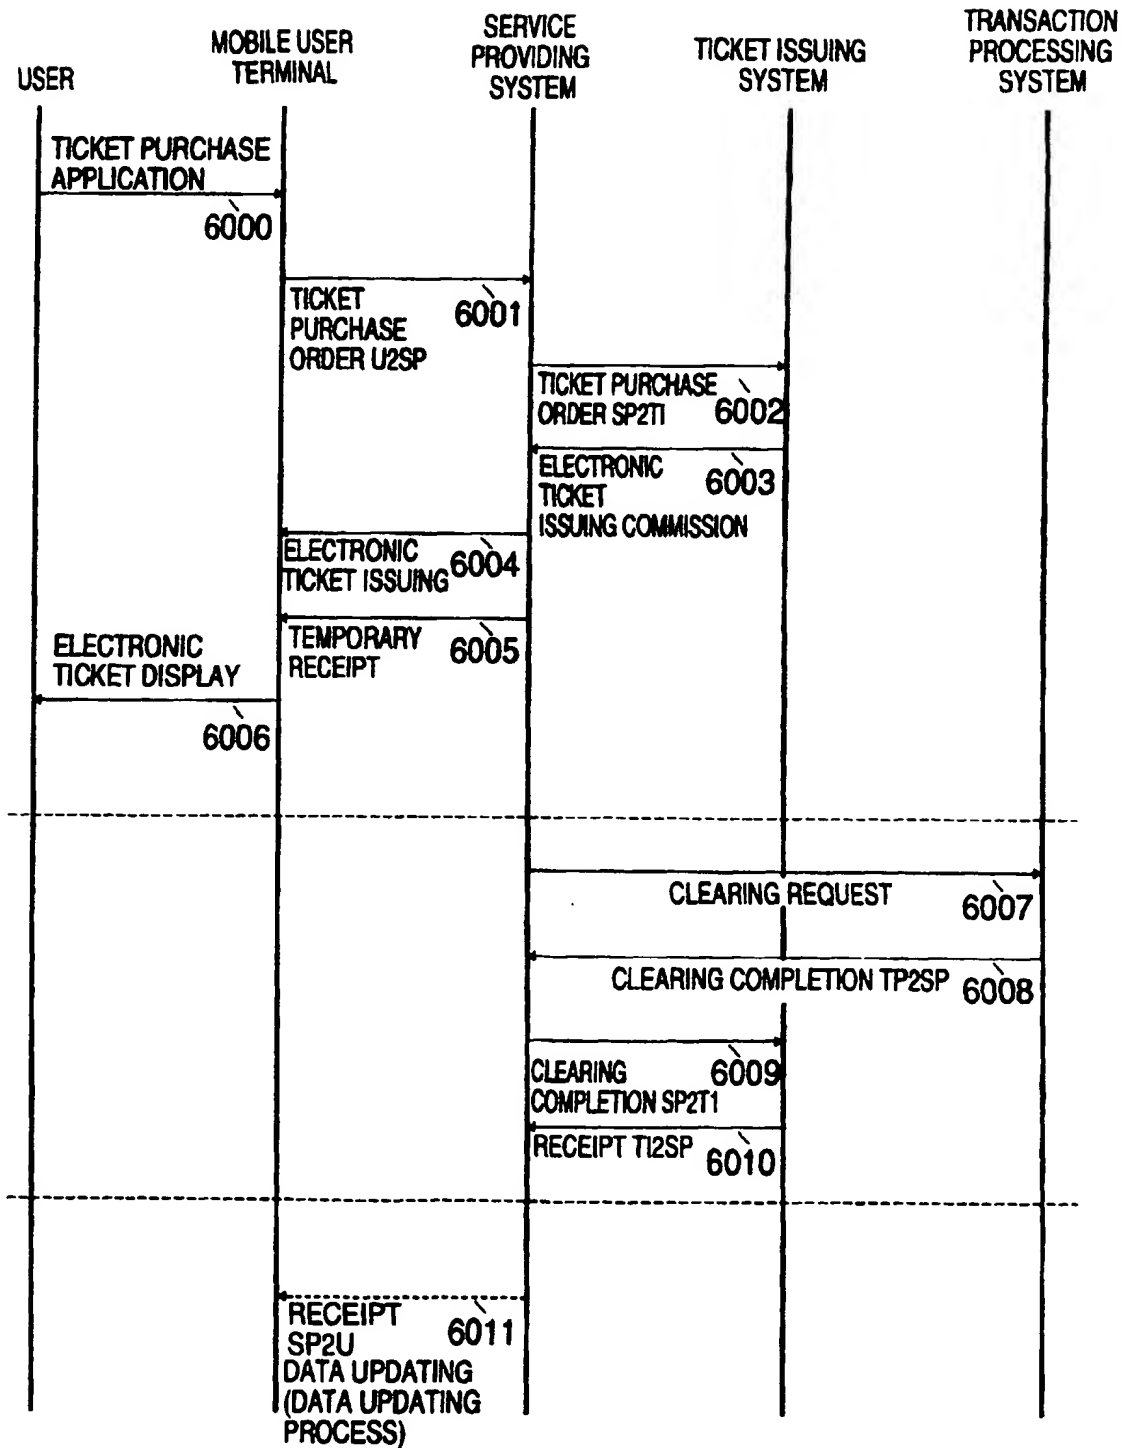 USER
MOBILE USER
TERMINAL
SERVICE
PROVIDING
SYSTEM
TICKET ISSUING
SYSTEM
TRANSACTION
PROCESSING
SYSTEM
TICKET PURCHASE
APPLICATION
6000
TICKET
PURCHASE
ORDER U2SP
6001
TICKET PURCHASE
ORDER SP2TI
6002
ELECTRONIC
TICKET
ISSUING COMMISSION
6003
ELECTRONIC
TICKET ISSUING
6004
TEMPORARY
RECEIPT
6005
ELECTRONIC
TICKET DISPLAY
6006
CLEARING REQUEST
6007
CLEARING COMPLETION TP2SP
6008
CLEARING
COMPLETION SP2T1
6009
RECEIPT TI2SP
6010
RECEIPT
SP2U
6011
DATA UPDATING
(DATA UPDATING
PROCESS)